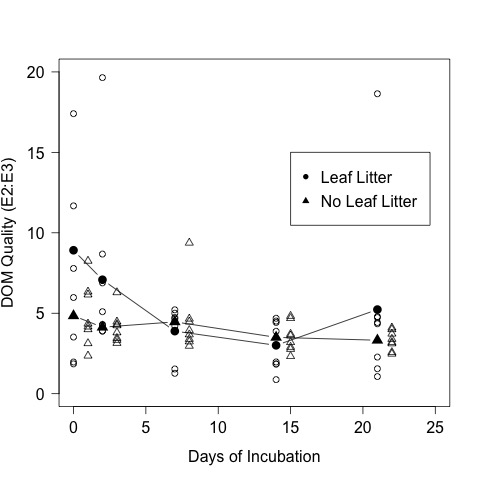 20
15
10
5
0
DOM Quality (E2:E3)
Leaf Litter
No Leaf Litter
0 5 10 15 20 25
Days of Incubation